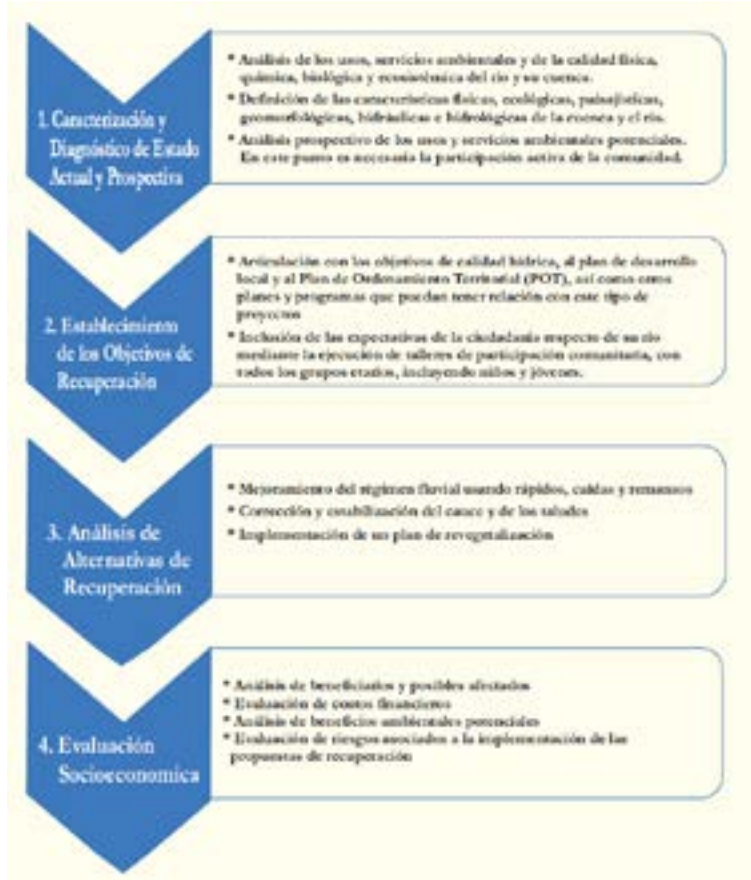 1. Caracterización y
Diagnóstico de Estado
Actual y Prospectiva
* Análisis de los usos, servicios ambientales y de la calidad física,
química, biológica y ecosistémica del río y su cuenca.
* Definición de las características físicas, ecológicas, paisajísticas,
geomorfológicas, hidráulicas e hidrológicas de la cuenca y el río.
* Análisis prospectivo de los usos y servicios ambientales potenciales.
En este punto es necesaria la participación activa de la comunidad.
2. Establecimiento
de los Objetivos de
Recuperación
* Articulación con los objetivos de calidad hídrica, al plan de desarrollo
local y al Plan de Ordenamiento Territorial (POT), así como otros
planes y programas que puedan tener relación con este tipo de
proyectos
* Inclusión de las expectativas de la ciudadanía respecto de su río
mediante la ejecución de talleres de participación comunitaria, con
todos los grupos etarios, incluyendo niños y jóvenes.
3. Análisis de
Alternativas de
Recuperación
* Mejoramiento del régimen fluvial usando rápidos, caídas y remansos
* Corrección y estabilización del cauce y de los taludes
* Implementación de un plan de revegetalización
4. Evaluación
Socioeconomica
* Análisis de beneficiarios y posibles afectados
* Evaluación de costos financieros
* Análisis de beneficios ambientales potenciales
* Evaluación de riesgos asociados a la implementación de las
propuestas de recuperación